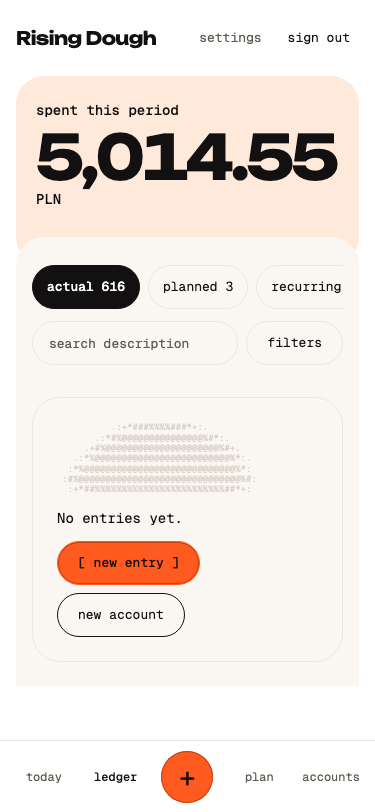 Rising Dough
settings
sign out
spent this period
5,014.55
PLN
actual 616
planned 3
recurring
search description
filters
No entries yet.
[ new entry ]
new account
today
ledger
+
plan
accounts